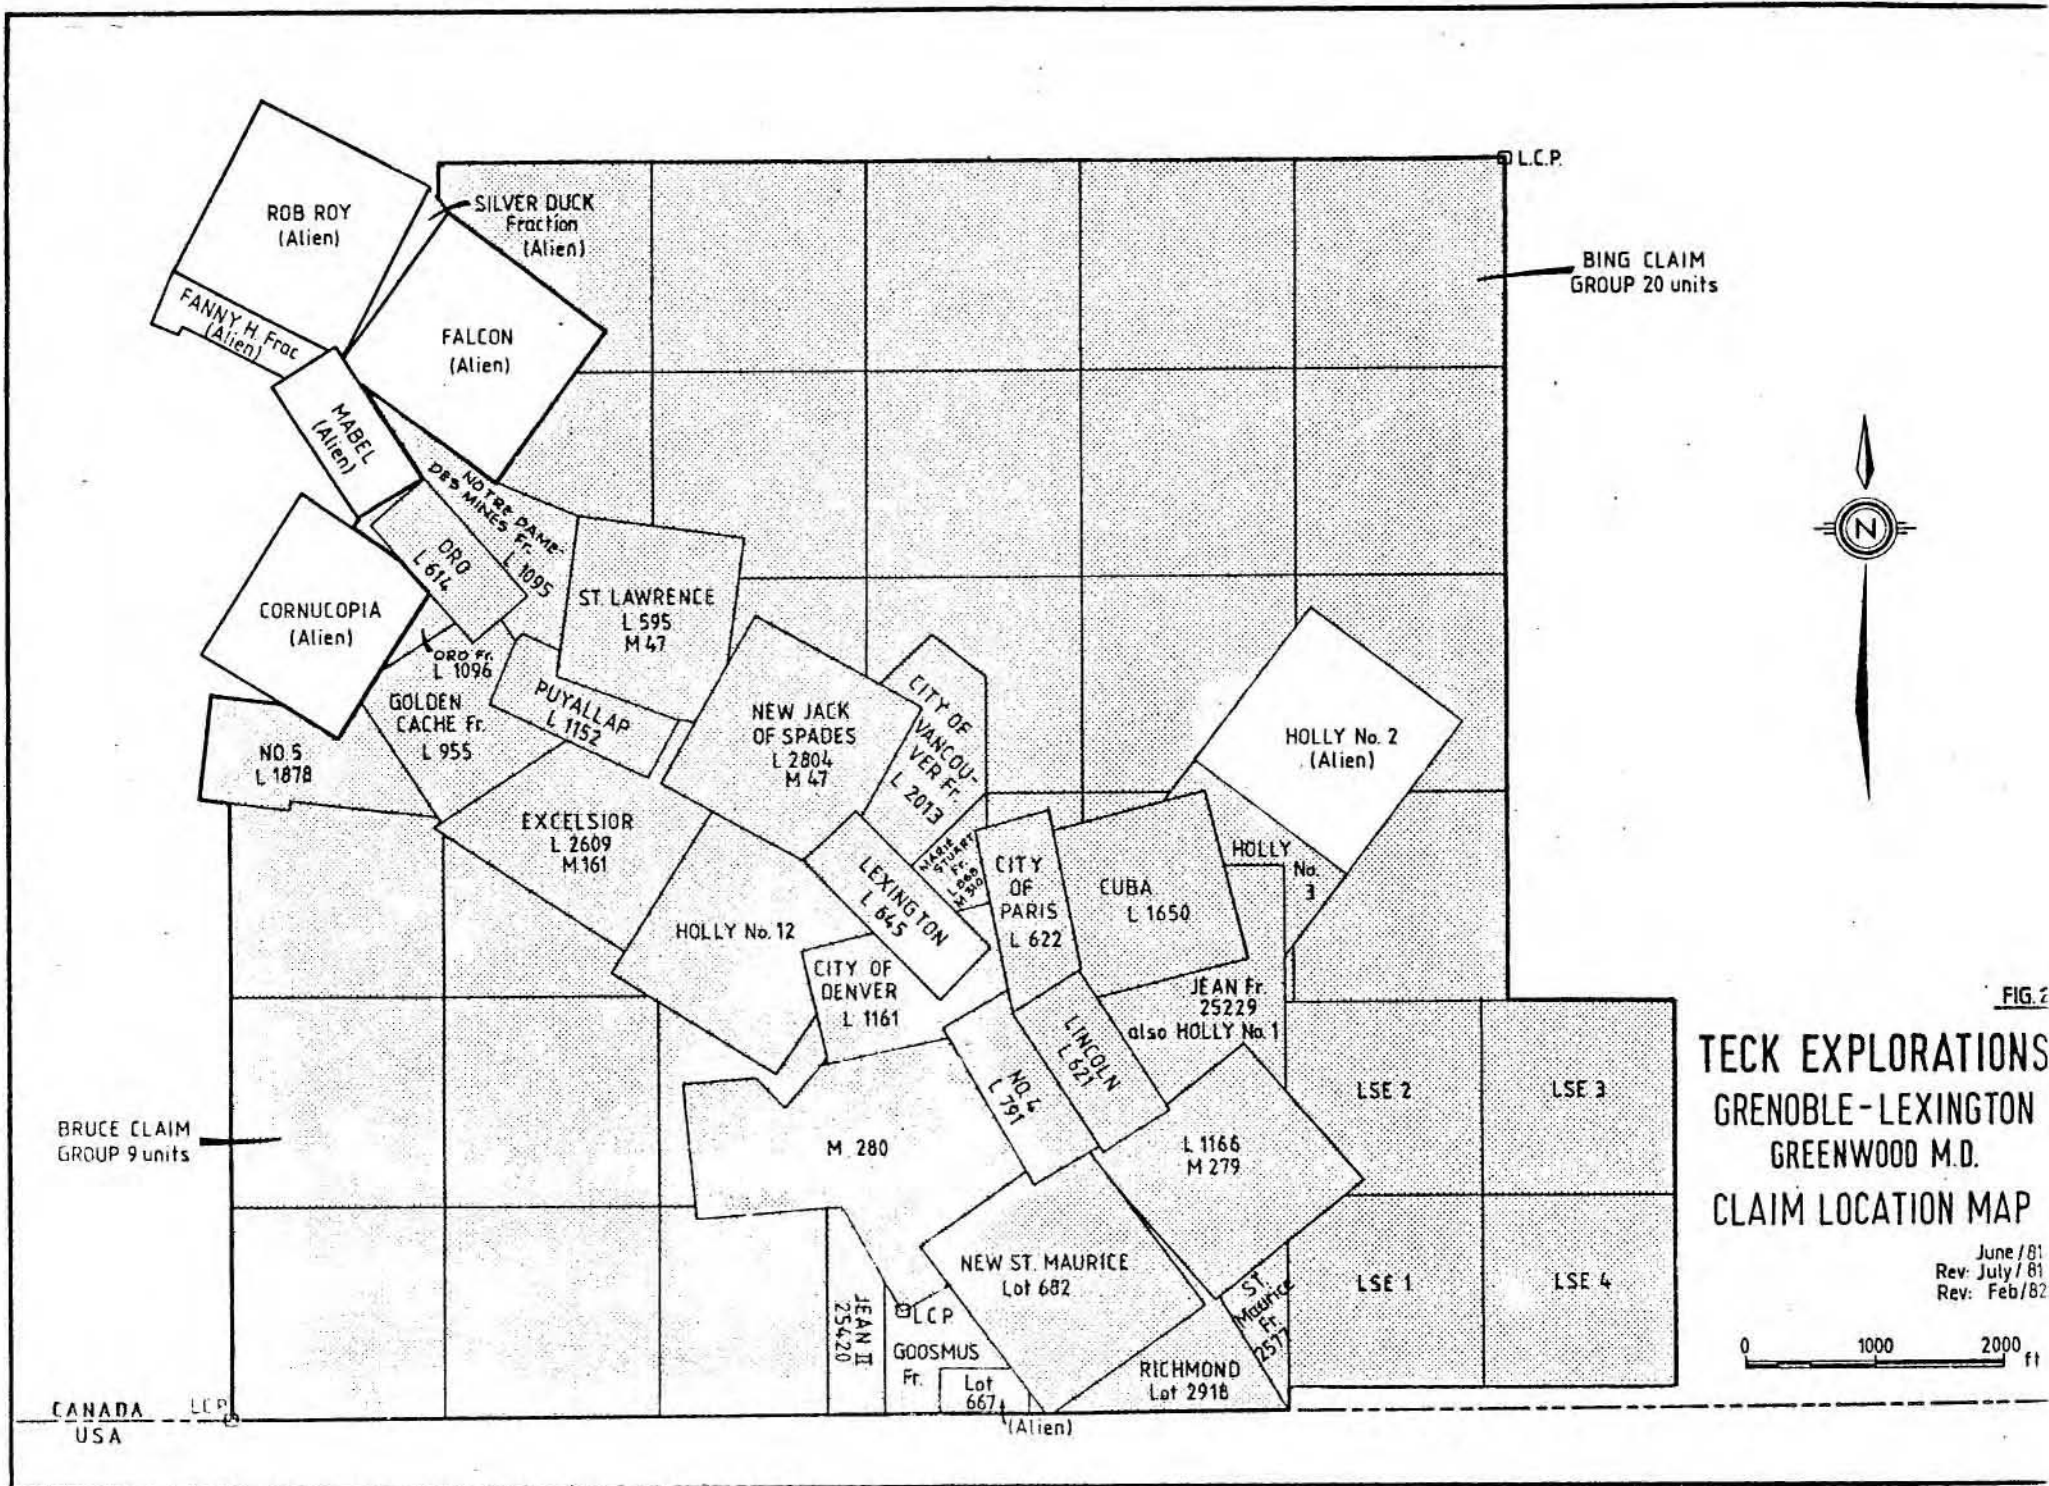 L.C.P.
ROB ROY
(Alien)
SILVER DUCK
Fraction
(Alien)
BING CLAIM
GROUP 20 units
FANNY H. Frac
(Alien)
FALCON
(Alien)
MABEL
(Alien)
NOTRE DAME
DES MINES Fr.
L 1095
ORO
L 614
N
ST. LAWRENCE
L 595
M 47
CORNUCOPIA
(Alien)
ORO Fr.
L 1096
PUYALLAP
L 1152
GOLDEN
CACHE Fr.
L 955
NEW JACK
OF SPADES
L 2804
M 47
CITY OF
VANCOU-
VER Fr.
L 2013
HOLLY No. 2
(Alien)
NO. 5
L 1878
EXCELSIOR
L 2609
M 161
MARIE
STUART
Fr.
L 868
M 310
LEXINGTON
L 645
CITY
OF
PARIS
L 622
CUBA
L 1650
HOLLY
No.
3
HOLLY No. 12
CITY OF
DENVER
L 1161
JEAN Fr.
25229
also HOLLY No. 1
FIG. 2
TECK EXPLORATIONS
GRENOBLE-LEXINGTON
GREENWOOD M.D.
CLAIM LOCATION MAP
June/81
Rev: July/81
Rev: Feb/82
LINCOLN
L 621
NO. 4
L 791
LSE 2
LSE 3
BRUCE CLAIM
GROUP 9 units
M 280
L 1166
M 279
NEW ST. MAURICE
Lot 682
ST.
Maurice
Fr.
2577
LSE 1
LSE 4
L.C.P.
JEAN II
25420
GOOSMUS
Fr.
Lot
667
(Alien)
RICHMOND
Lot 2918
0 1000 2000 ft
CANADA
USA
LCP